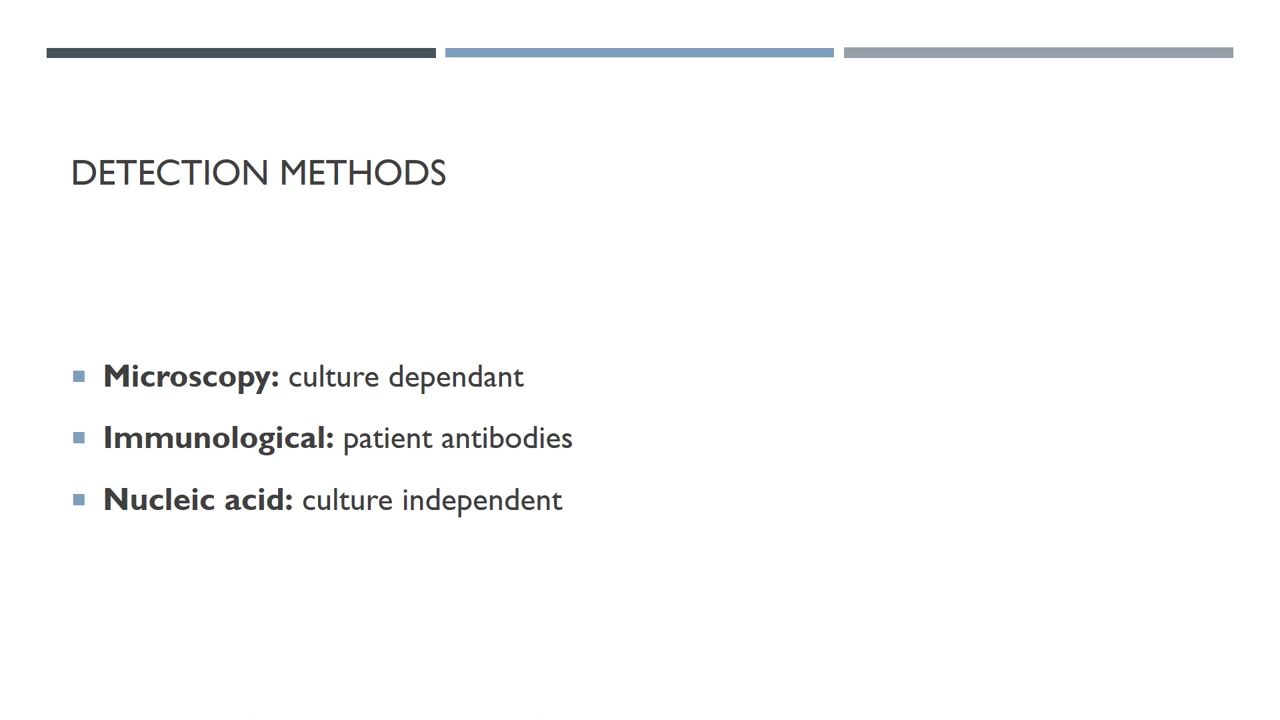 DETECTION METHODS
Microscopy: culture dependant
Immunological: patient antibodies
Nucleic acid: culture independent